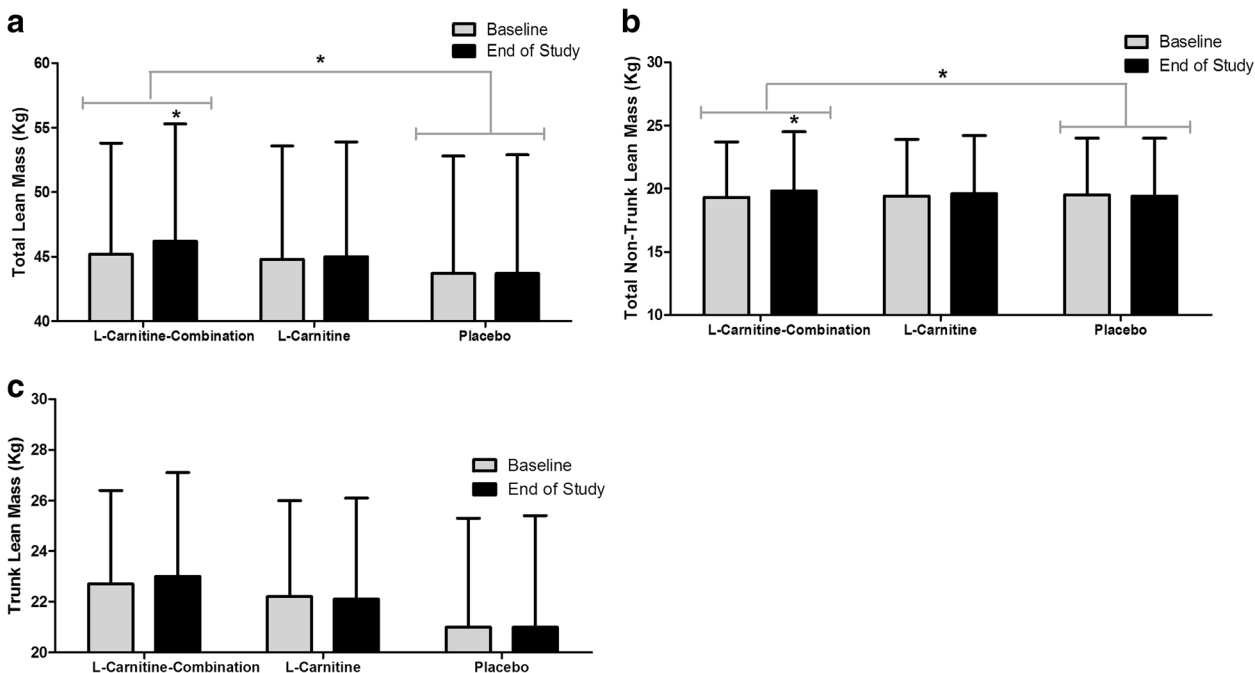 a
Baseline
End of Study
*
*
Total Lean Mass (Kg)
60
55
50
45
40
L-Carnitine-Combination L-Carnitine Placebo
b
Baseline
End of Study
*
*
Total Non-Trunk Lean Mass (Kg)
30
25
20
15
10
L-Carnitine-Combination L-Carnitine Placebo
c
Trunk Lean Mass (Kg)
30
28
26
24
22
20
Baseline
End of Study
L-Carnitine-Combination L-Carnitine Placebo